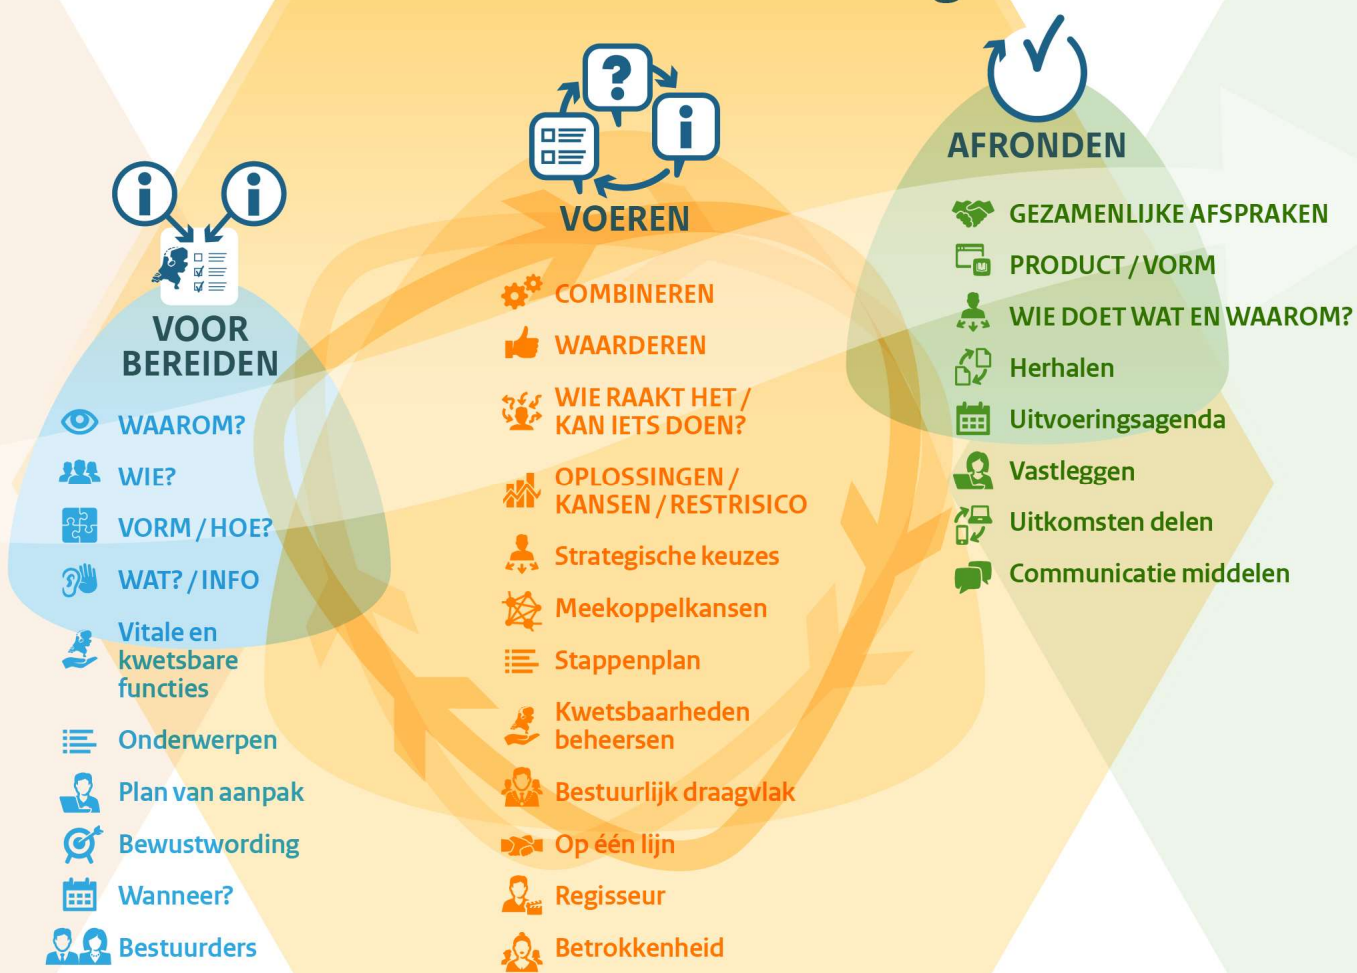 VOOR
BEREIDEN
WAAROM?
WIE?
VORM / HOE?
WAT? / INFO
Vitale en
kwetsbare
functies
Onderwerpen
Plan van aanpak
Bewustwording
Wanneer?
Bestuurders
VOEREN
COMBINEREN
WAARDEREN
WIE RAAKT HET /
KAN IETS DOEN?
OPLOSSINGEN /
KANSEN / RESTRISICO
Strategische keuzes
Meekoppelkansen
Stappenplan
Kwetsbaarheden
beheersen
Bestuurlijk draagvlak
Op één lijn
Regisseur
Betrokkenheid
AFRONDEN
GEZAMENLIJKE AFSPRAKEN
PRODUCT / VORM
WIE DOET WAT EN WAAROM?
Herhalen
Uitvoeringsagenda
Vastleggen
Uitkomsten delen
Communicatie middelen